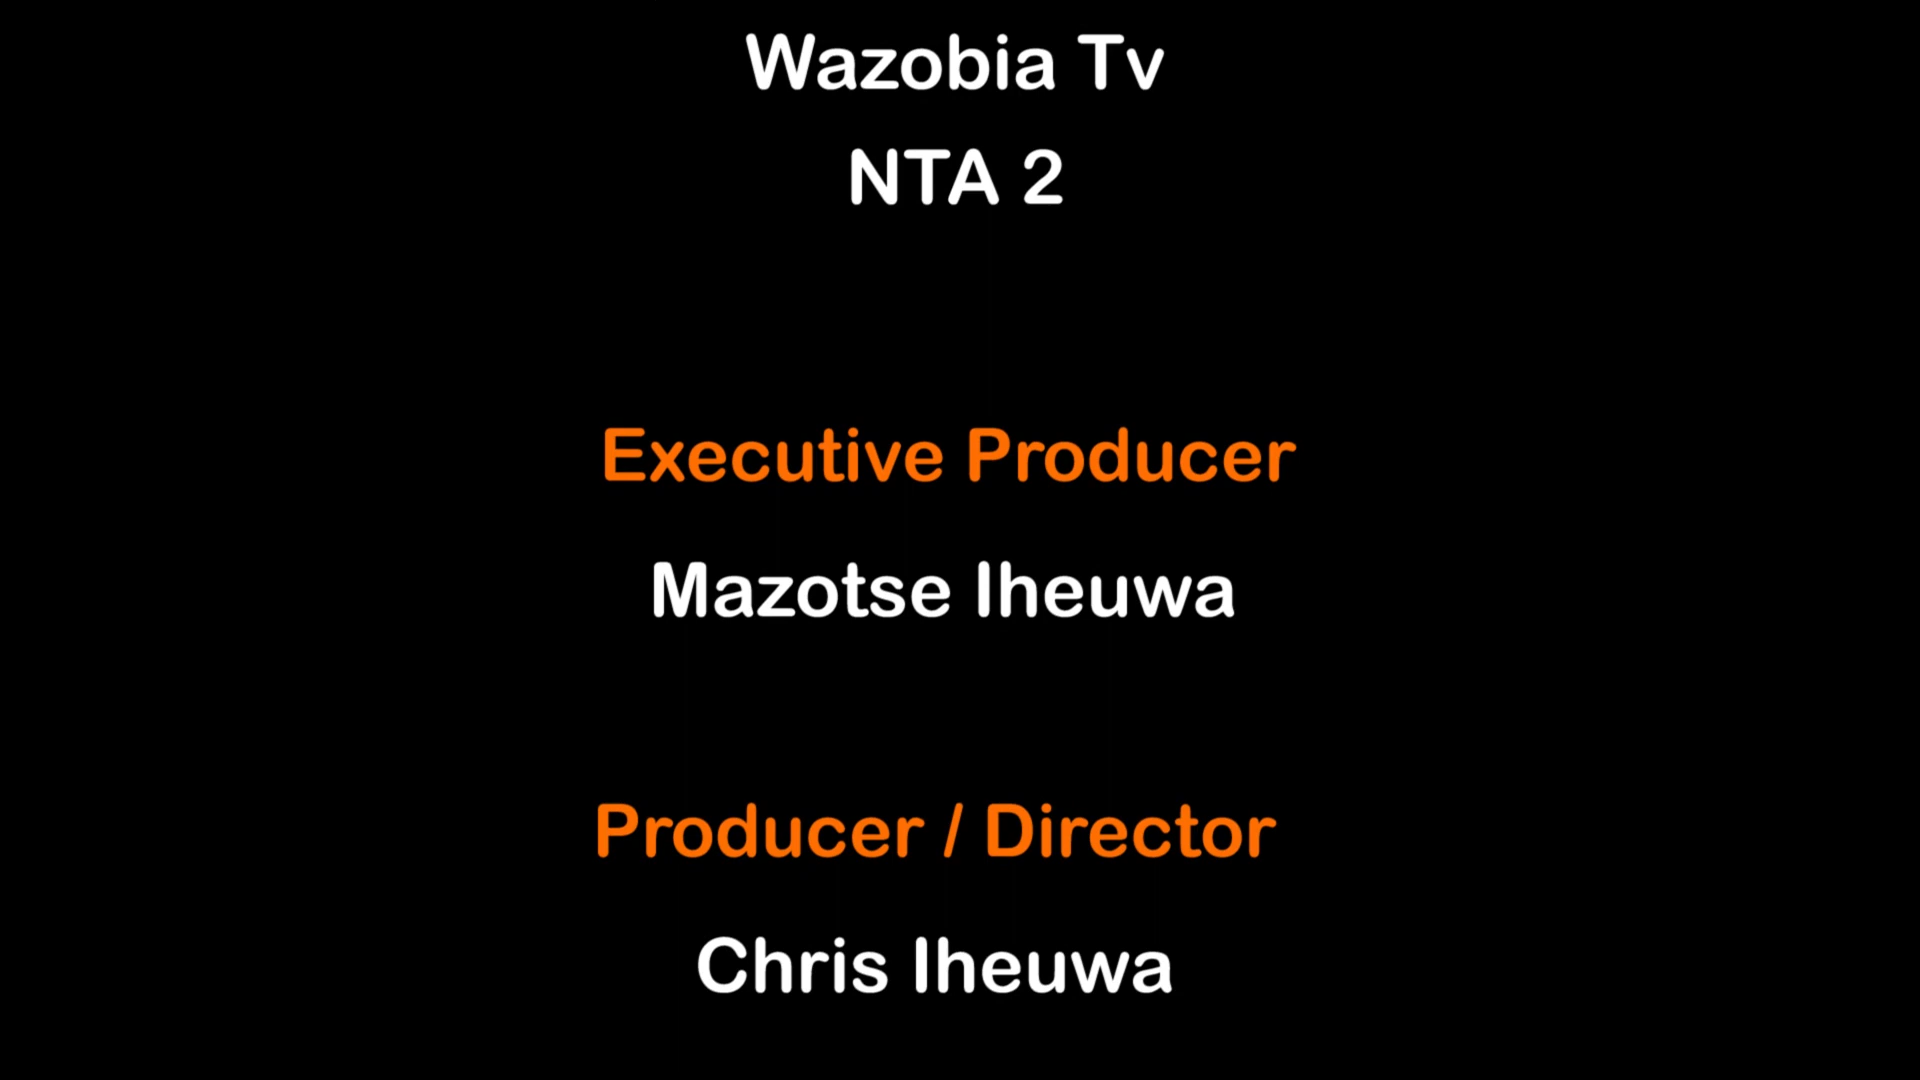 Wazobia Tv
NTA 2
Executive Producer
Mazotse Iheuwa
Producer / Director
Chris Iheuwa